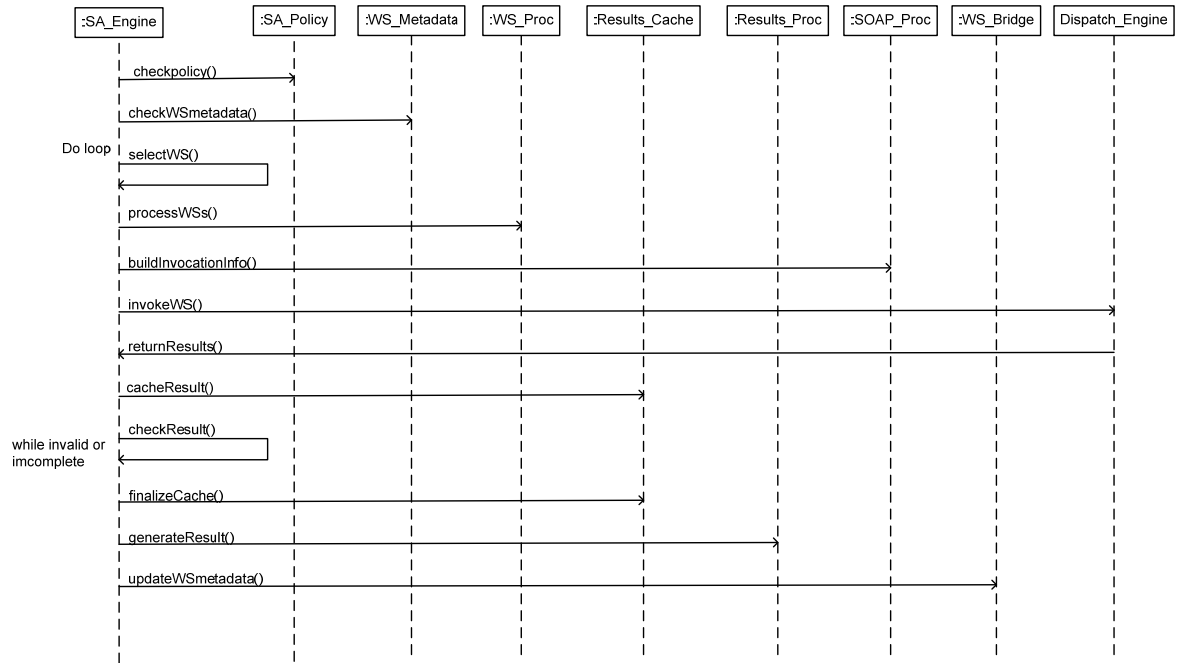 :SA_Engine
:SA_Policy
:WS_Metadata
:WS_Proc
:Results_Cache
:Results_Proc
:SOAP_Proc
:WS_Bridge
Dispatch_Engine
checkpolicy()
checkWSmetadata()
Do loop
selectWS()
processWSs()
buildInvocationInfo()
invokeWS()
returnResults()
cacheResult()
checkResult()
while invalid or
imcomplete
finalizeCache()
generateResult()
updateWSmetadata()